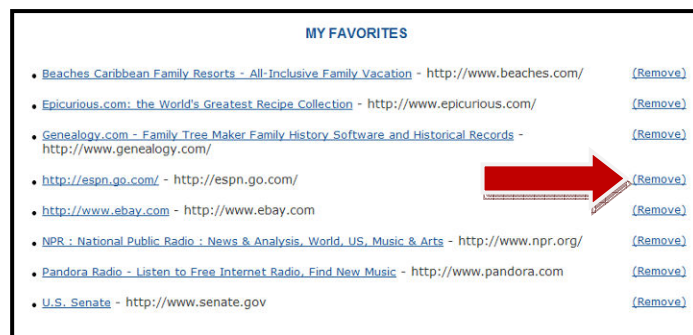 MY FAVORITES
• Beaches Caribbean Family Resorts - All-Inclusive Family Vacation - http://www.beaches.com/ (Remove)
• Epicurious.com: the World's Greatest Recipe Collection - http://www.epicurious.com/ (Remove)
• Genealogy.com - Family Tree Maker Family History Software and Historical Records - (Remove)
http://www.genealogy.com/
• http://espn.go.com/ - http://espn.go.com/ (Remove)
• http://www.ebay.com - http://www.ebay.com (Remove)
• NPR : National Public Radio : News & Analysis, World, US, Music & Arts - http://www.npr.org/ (Remove)
• Pandora Radio - Listen to Free Internet Radio, Find New Music - http://www.pandora.com (Remove)
• U.S. Senate - http://www.senate.gov (Remove)